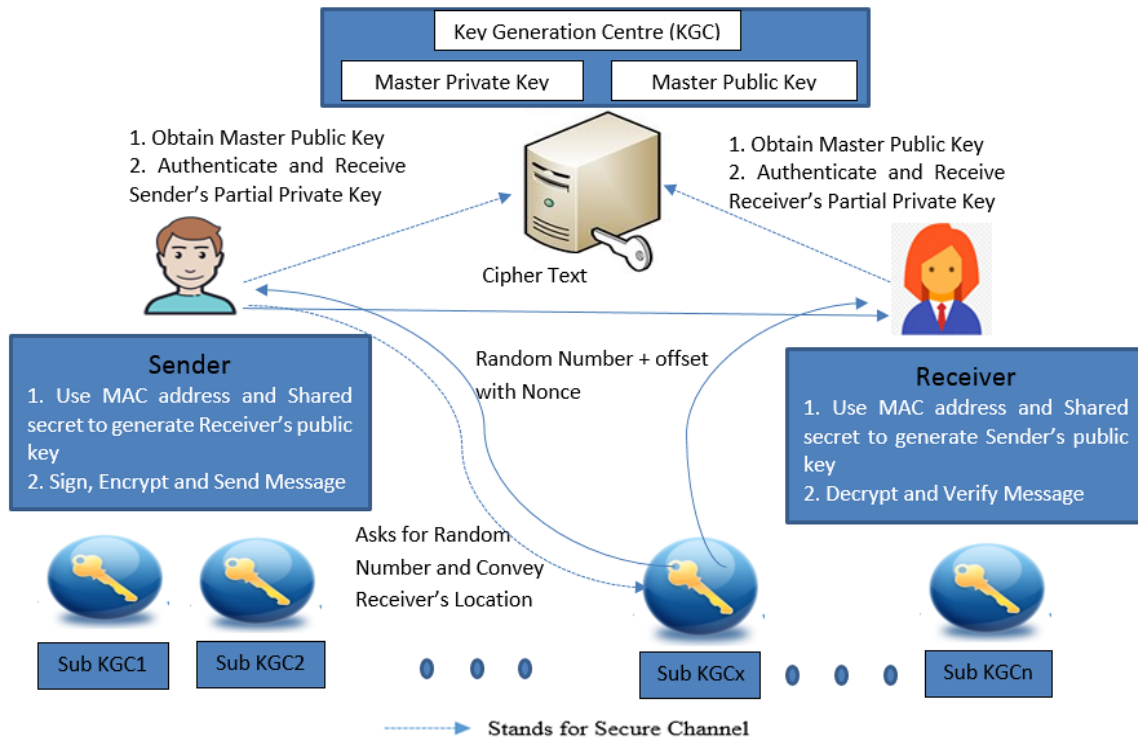 Key Generation Centre (KGC)
Master Private Key
Master Public Key
1. Obtain Master Public Key
2. Authenticate and Receive
Sender's Partial Private Key
1. Obtain Master Public Key
2. Authenticate and Receive
Receiver's Partial Private Key
Cipher Text
Sender
1. Use MAC address and Shared
secret to generate Receiver's public
key
2. Sign, Encrypt and Send Message
Random Number + offset
with Nonce
Receiver
1. Use MAC address and Shared
secret to generate Sender's public
key
2. Decrypt and Verify Message
Asks for Random
Number and Convey
Receiver's Location
Sub KGC1
Sub KGC2
Sub KGCx
Sub KGCn
Stands for Secure Channel